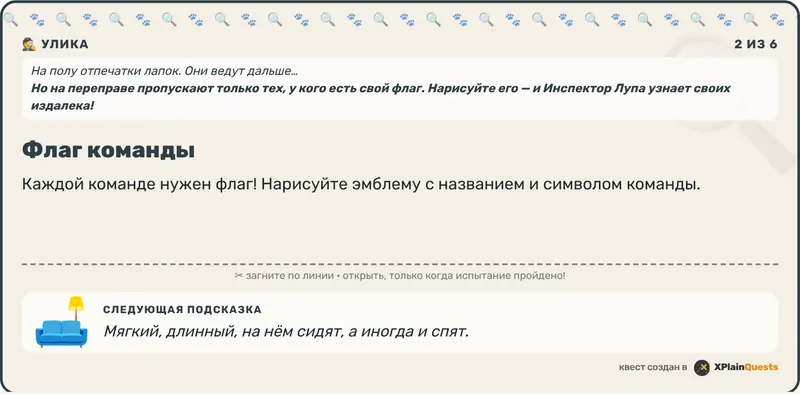 УЛИКА
2 ИЗ 6
На полу отпечатки лапок. Они ведут дальше…
Но на переправе пропускают только тех, у кого есть свой флаг. Нарисуйте его — и Инспектор Лупа узнает своих
издалека!
Флаг команды
Каждой команде нужен флаг! Нарисуйте эмблему с названием и символом команды.
✂ загните по линии • открыть, только когда испытание пройдено!
СЛЕДУЮЩАЯ ПОДСКАЗКА
Мягкий, длинный, на нём сидят, а иногда и спят.
квест создан в XPlainQuests